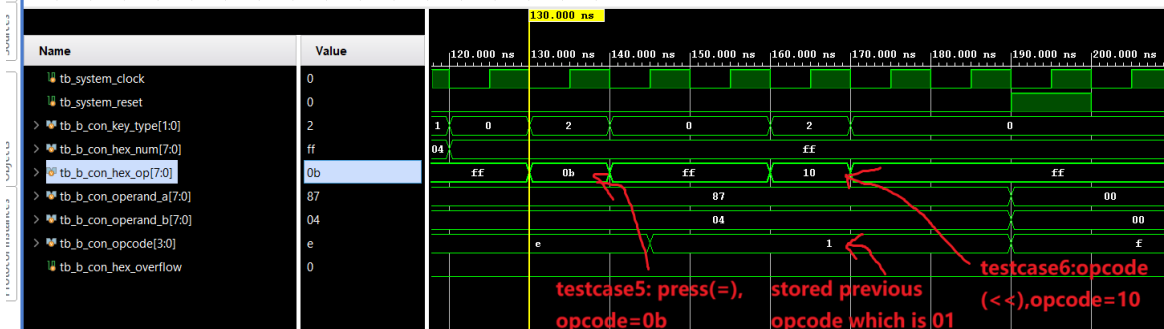 130.000 ns
Name
Value
120.000 ns 130.000 ns 140.000 ns 150.000 ns 160.000 ns 170.000 ns 180.000 ns 190.000 ns 200.000 ns
tb_system_clock 0
tb_system_reset 0
tb_b_con_key_type[1:0] 2 1 0 2 0 2 0
tb_b_con_hex_num[7:0] ff 04 ff
tb_b_con_hex_op[7:0] 0b ff 0b ff 10 ff
tb_b_con_operand_a[7:0] 87 87 00
tb_b_con_operand_b[7:0] 04 04 00
tb_b_con_opcode[3:0] e e 1 f
tb_b_con_hex_overflow 0
testcase5: press(=),
opcode=0b
stored previous
opcode which is 01
testcase6:opcode
(<<),opcode=10
Objects
Protocol Instances